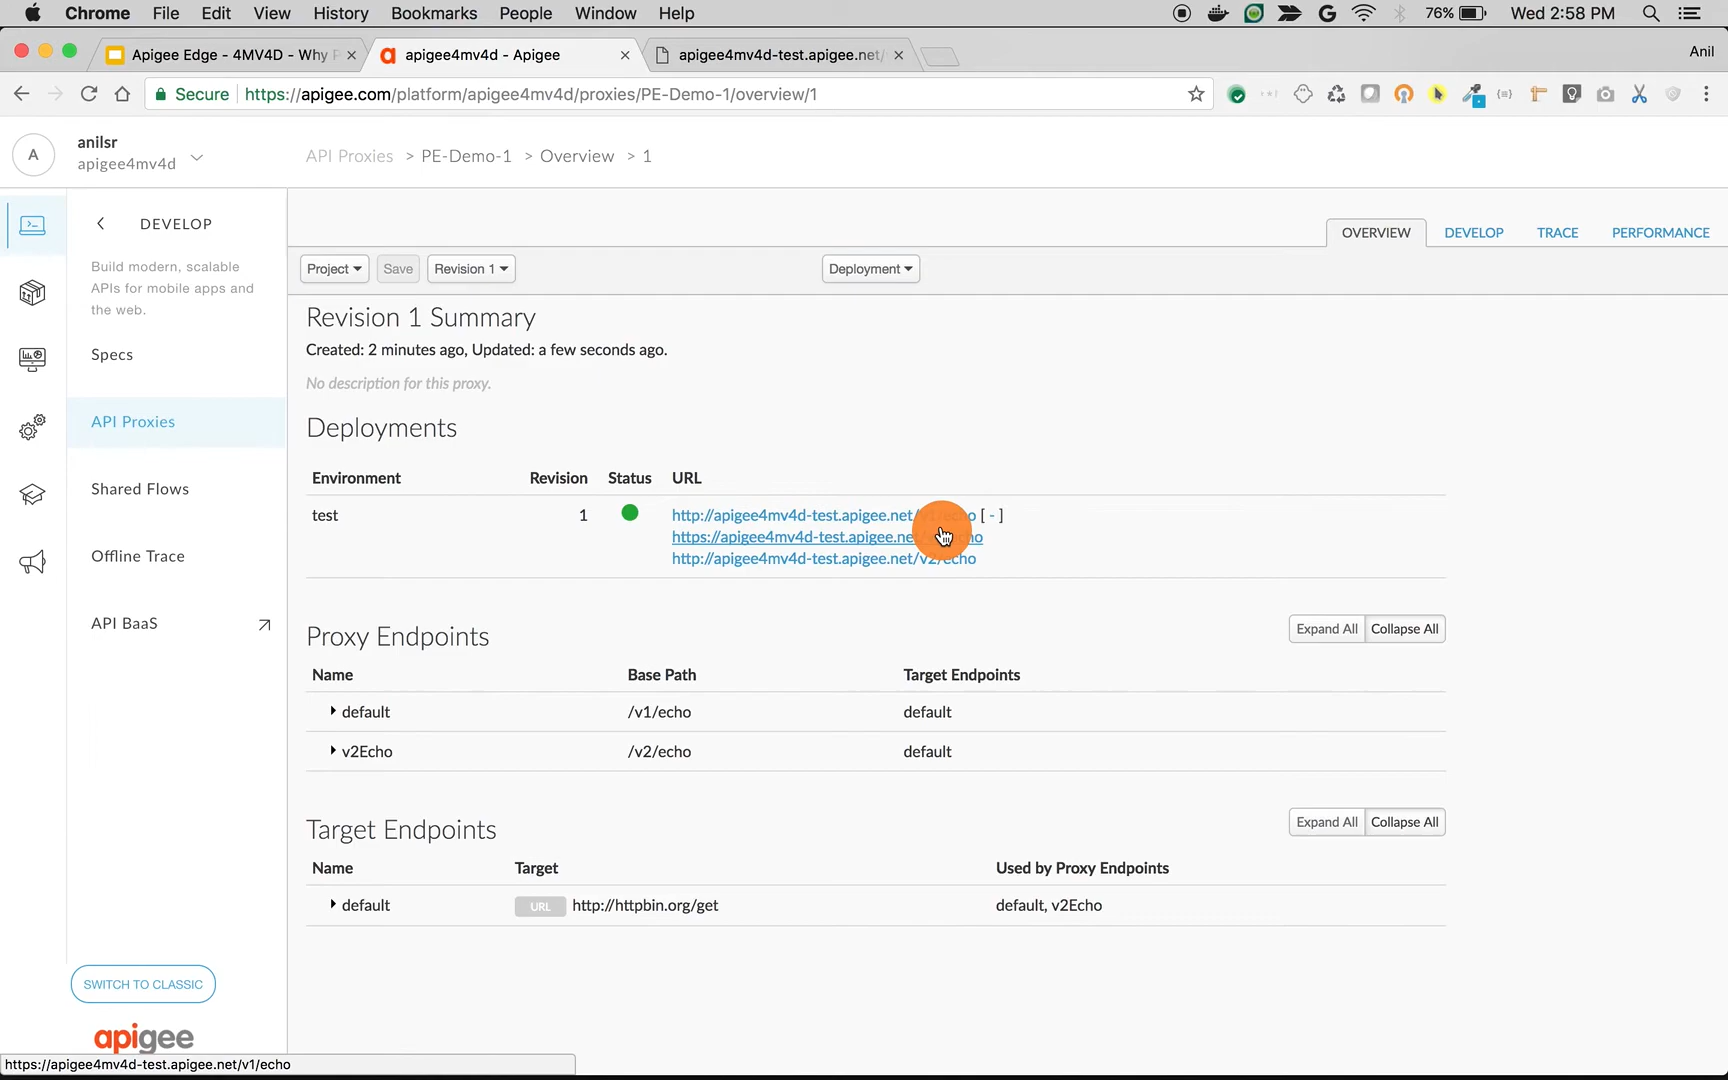 Chrome File Edit View History Bookmarks People Window Help 76% Wed 2:58 PM
Apigee Edge - 4MV4D - Why
apigee4mv4d - Apigee
apigee4mv4d-test.apigee.net/
Anil
Secure https://apigee.com/platform/apigee4mv4d/proxies/PE-Demo-1/overview/1
A
anilsr
apigee4mv4d
API Proxies > PE-Demo-1 > Overview > 1
DEVELOP
Build modern, scalable
APIs for mobile apps and
the web.
Specs
API Proxies
Shared Flows
Offline Trace
API BaaS
SWITCH TO CLASSIC
apigee
OVERVIEW DEVELOP TRACE PERFORMANCE
Project Save Revision 1 Deployment
Revision 1 Summary
Created: 2 minutes ago, Updated: a few seconds ago.
No description for this proxy.
Deployments
Environment Revision Status URL
test 1 http://apigee4mv4d-test.apigee.net/v1/echo [ - ]
https://apigee4mv4d-test.apigee.net
http://apigee4mv4d-test.apigee.net/v2/echo
Proxy Endpoints
Expand All Collapse All
Name Base Path Target Endpoints
default /v1/echo default
v2Echo /v2/echo default
Target Endpoints
Expand All Collapse All
Name Target Used by Proxy Endpoints
default URL http://httpbin.org/get default, v2Echo
https://apigee4mv4d-test.apigee.net/v1/echo